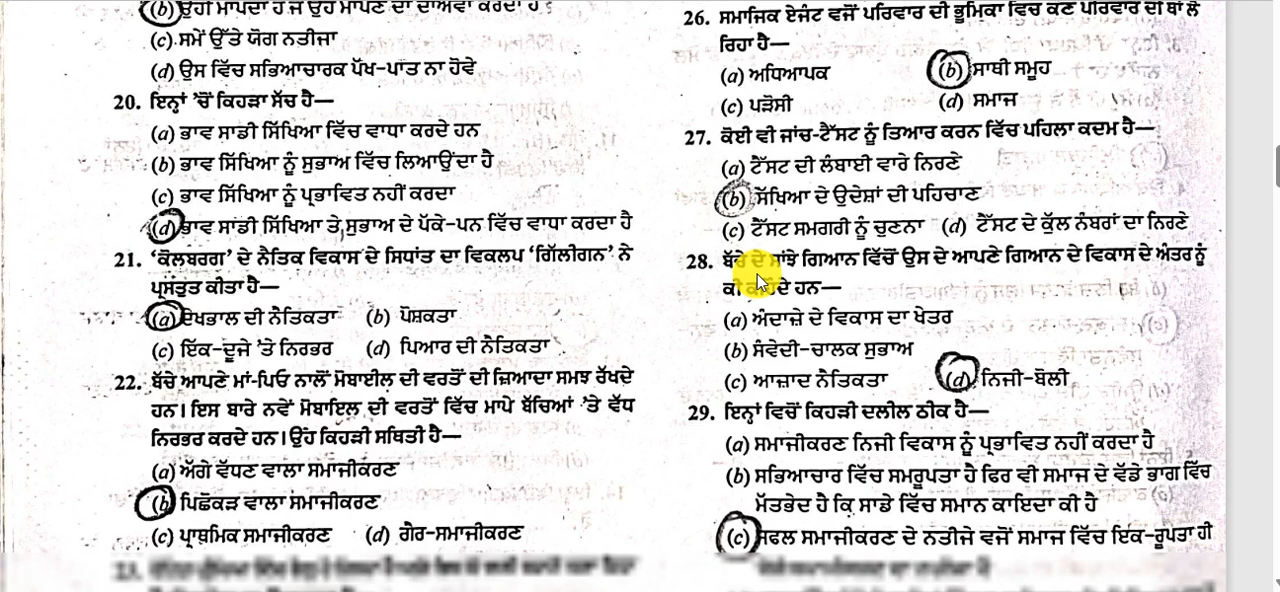 (b) ਉਹੀ ਮਾਪਦਾ ਹੈ ਜੋ ਉਹ ਮਾਪਣ ਦਾ ਦਾਅਵਾ ਕਰਦਾ ਹੈ
(c) ਸਮੇਂ ਉੱਤੇ ਯੋਗ ਨਤੀਜਾ
(d) ਉਸ ਵਿੱਚ ਸਭਿਆਚਾਰਕ ਪੱਖ-ਪਾਤ ਨਾ ਹੋਵੇ
20. ਇਨ੍ਹਾਂ ’ਚੋਂ ਕਿਹੜਾ ਸੱਚ ਹੈ—
(a) ਭਾਵ ਸਾਡੀ ਸਿੱਖਿਆ ਵਿੱਚ ਵਾਧਾ ਕਰਦੇ ਹਨ
(b) ਭਾਵ ਸਿੱਖਿਆ ਨੂੰ ਸੁਭਾਅ ਵਿੱਚ ਲਿਆਉਂਦਾ ਹੈ
(c) ਭਾਵ ਸਿੱਖਿਆ ਨੂੰ ਪ੍ਰਭਾਵਿਤ ਨਹੀਂ ਕਰਦਾ
(d) ਭਾਵ ਸਾਡੀ ਸਿੱਖਿਆ ਤੇ ਸੁਭਾਅ ਦੇ ਪੱਕੇ-ਪਨ ਵਿੱਚ ਵਾਧਾ ਕਰਦਾ ਹੈ
21. ‘ਕੋਲਬਰਗ’ ਦੇ ਨੈਤਿਕ ਵਿਕਾਸ ਦੇ ਸਿਧਾਂਤ ਦਾ ਵਿਕਲਪ ‘ਗਿੱਲੀਗਨ’ ਨੇ
ਪ੍ਰਸਤੁਤ ਕੀਤਾ ਹੈ—
(a) ਦੇਖਭਾਲ ਦੀ ਨੈਤਿਕਤਾ (b) ਪੋਸ਼ਕਤਾ
(c) ਇੱਕ-ਦੂਜੇ ’ਤੇ ਨਿਰਭਰ (d) ਪਿਆਰ ਦੀ ਨੈਤਿਕਤਾ
22. ਬੱਚੇ ਆਪਣੇ ਮਾਂ-ਪਿਓ ਨਾਲੋਂ ਮੋਬਾਈਲ ਦੀ ਵਰਤੋਂ ਦੀ ਜ਼ਿਆਦਾ ਸਮਝ ਰੱਖਦੇ
ਹਨ। ਇਸ ਬਾਰੇ ਨਵੇਂ ਮੋਬਾਇਲ ਦੀ ਵਰਤੋਂ ਵਿੱਚ ਮਾਪੇ ਬੱਚਿਆਂ ’ਤੇ ਵੱਧ
ਨਿਰਭਰ ਕਰਦੇ ਹਨ। ਉਹ ਕਿਹੜੀ ਸਥਿਤੀ ਹੈ—
(a) ਅੱਗੇ ਵੱਧਣ ਵਾਲਾ ਸਮਾਜੀਕਰਣ
(b) ਪਿਛੋਕੜ ਵਾਲਾ ਸਮਾਜੀਕਰਣ
(c) ਪ੍ਰਾਥਮਿਕ ਸਮਾਜੀਕਰਣ (d) ਗੈਰ-ਸਮਾਜੀਕਰਣ
26. ਸਮਾਜਿਕ ਏਜੰਟ ਵਜੋਂ ਪਰਿਵਾਰ ਦੀ ਭੂਮਿਕਾ ਵਿਚ ਕੌਣ ਪਰਿਵਾਰ ਦੀ ਥਾਂ ਲੈ
ਰਿਹਾ ਹੈ—
(a) ਅਧਿਆਪਕ (b) ਸਾਥੀ ਸਮੂਹ
(c) ਪੜੋਸੀ (d) ਸਮਾਜ
27. ਕੋਈ ਵੀ ਜਾਂਚ-ਟੈੱਸਟ ਨੂੰ ਤਿਆਰ ਕਰਨ ਵਿੱਚ ਪਹਿਲਾ ਕਦਮ ਹੈ—
(a) ਟੈੱਸਟ ਦੀ ਲੰਬਾਈ ਵਾਰੇ ਨਿਰਣੇ
(b) ਸਿੱਖਿਆ ਦੇ ਉਦੇਸ਼ਾਂ ਦੀ ਪਹਿਚਾਣ
(c) ਟੈੱਸਟ ਸਮਗਰੀ ਨੂੰ ਚੁਣਨਾ (d) ਟੈੱਸਟ ਦੇ ਕੁੱਲ ਨੰਬਰਾਂ ਦਾ ਨਿਰਣੇ
28. ਬੱਚੇ ਦੇ ਸਾਂਝੇ ਗਿਆਨ ਵਿੱਚੋਂ ਉਸ ਦੇ ਆਪਣੇ ਗਿਆਨ ਦੇ ਵਿਕਾਸ ਦੇ ਅੰਤਰ ਨੂੰ
ਕੀ ਕਹਿੰਦੇ ਹਨ—
(a) ਅੰਦਾਜ਼ੇ ਦੇ ਵਿਕਾਸ ਦਾ ਖੇਤਰ
(b) ਸੰਵੇਦੀ-ਚਾਲਕ ਸੁਭਾਅ
(c) ਆਜ਼ਾਦ ਨੈਤਿਕਤਾ (d) ਨਿਜੀ-ਬੋਲੀ
29. ਇਨ੍ਹਾਂ ਵਿਚੋਂ ਕਿਹੜੀ ਦਲੀਲ ਠੀਕ ਹੈ—
(a) ਸਮਾਜੀਕਰਣ ਨਿਜੀ ਵਿਕਾਸ ਨੂੰ ਪ੍ਰਭਾਵਿਤ ਨਹੀਂ ਕਰਦਾ ਹੈ
(b) ਸਭਿਆਚਾਰ ਵਿੱਚ ਸਮਰੂਪਤਾ ਹੈ ਫਿਰ ਵੀ ਸਮਾਜ ਦੇ ਵੱਡੇ ਭਾਗ ਵਿੱਚ
ਮੱਤਭੇਦ ਹੈ ਕਿ ਸਾਡੇ ਵਿੱਚ ਸਮਾਨ ਕਾਇਦਾ ਕੀ ਹੈ
(c) ਸਫਲ ਸਮਾਜੀਕਰਣ ਦੇ ਨਤੀਜੇ ਵਜੋਂ ਸਮਾਜ ਵਿੱਚ ਇਕ-ਰੂਪਤਾ ਹੀ